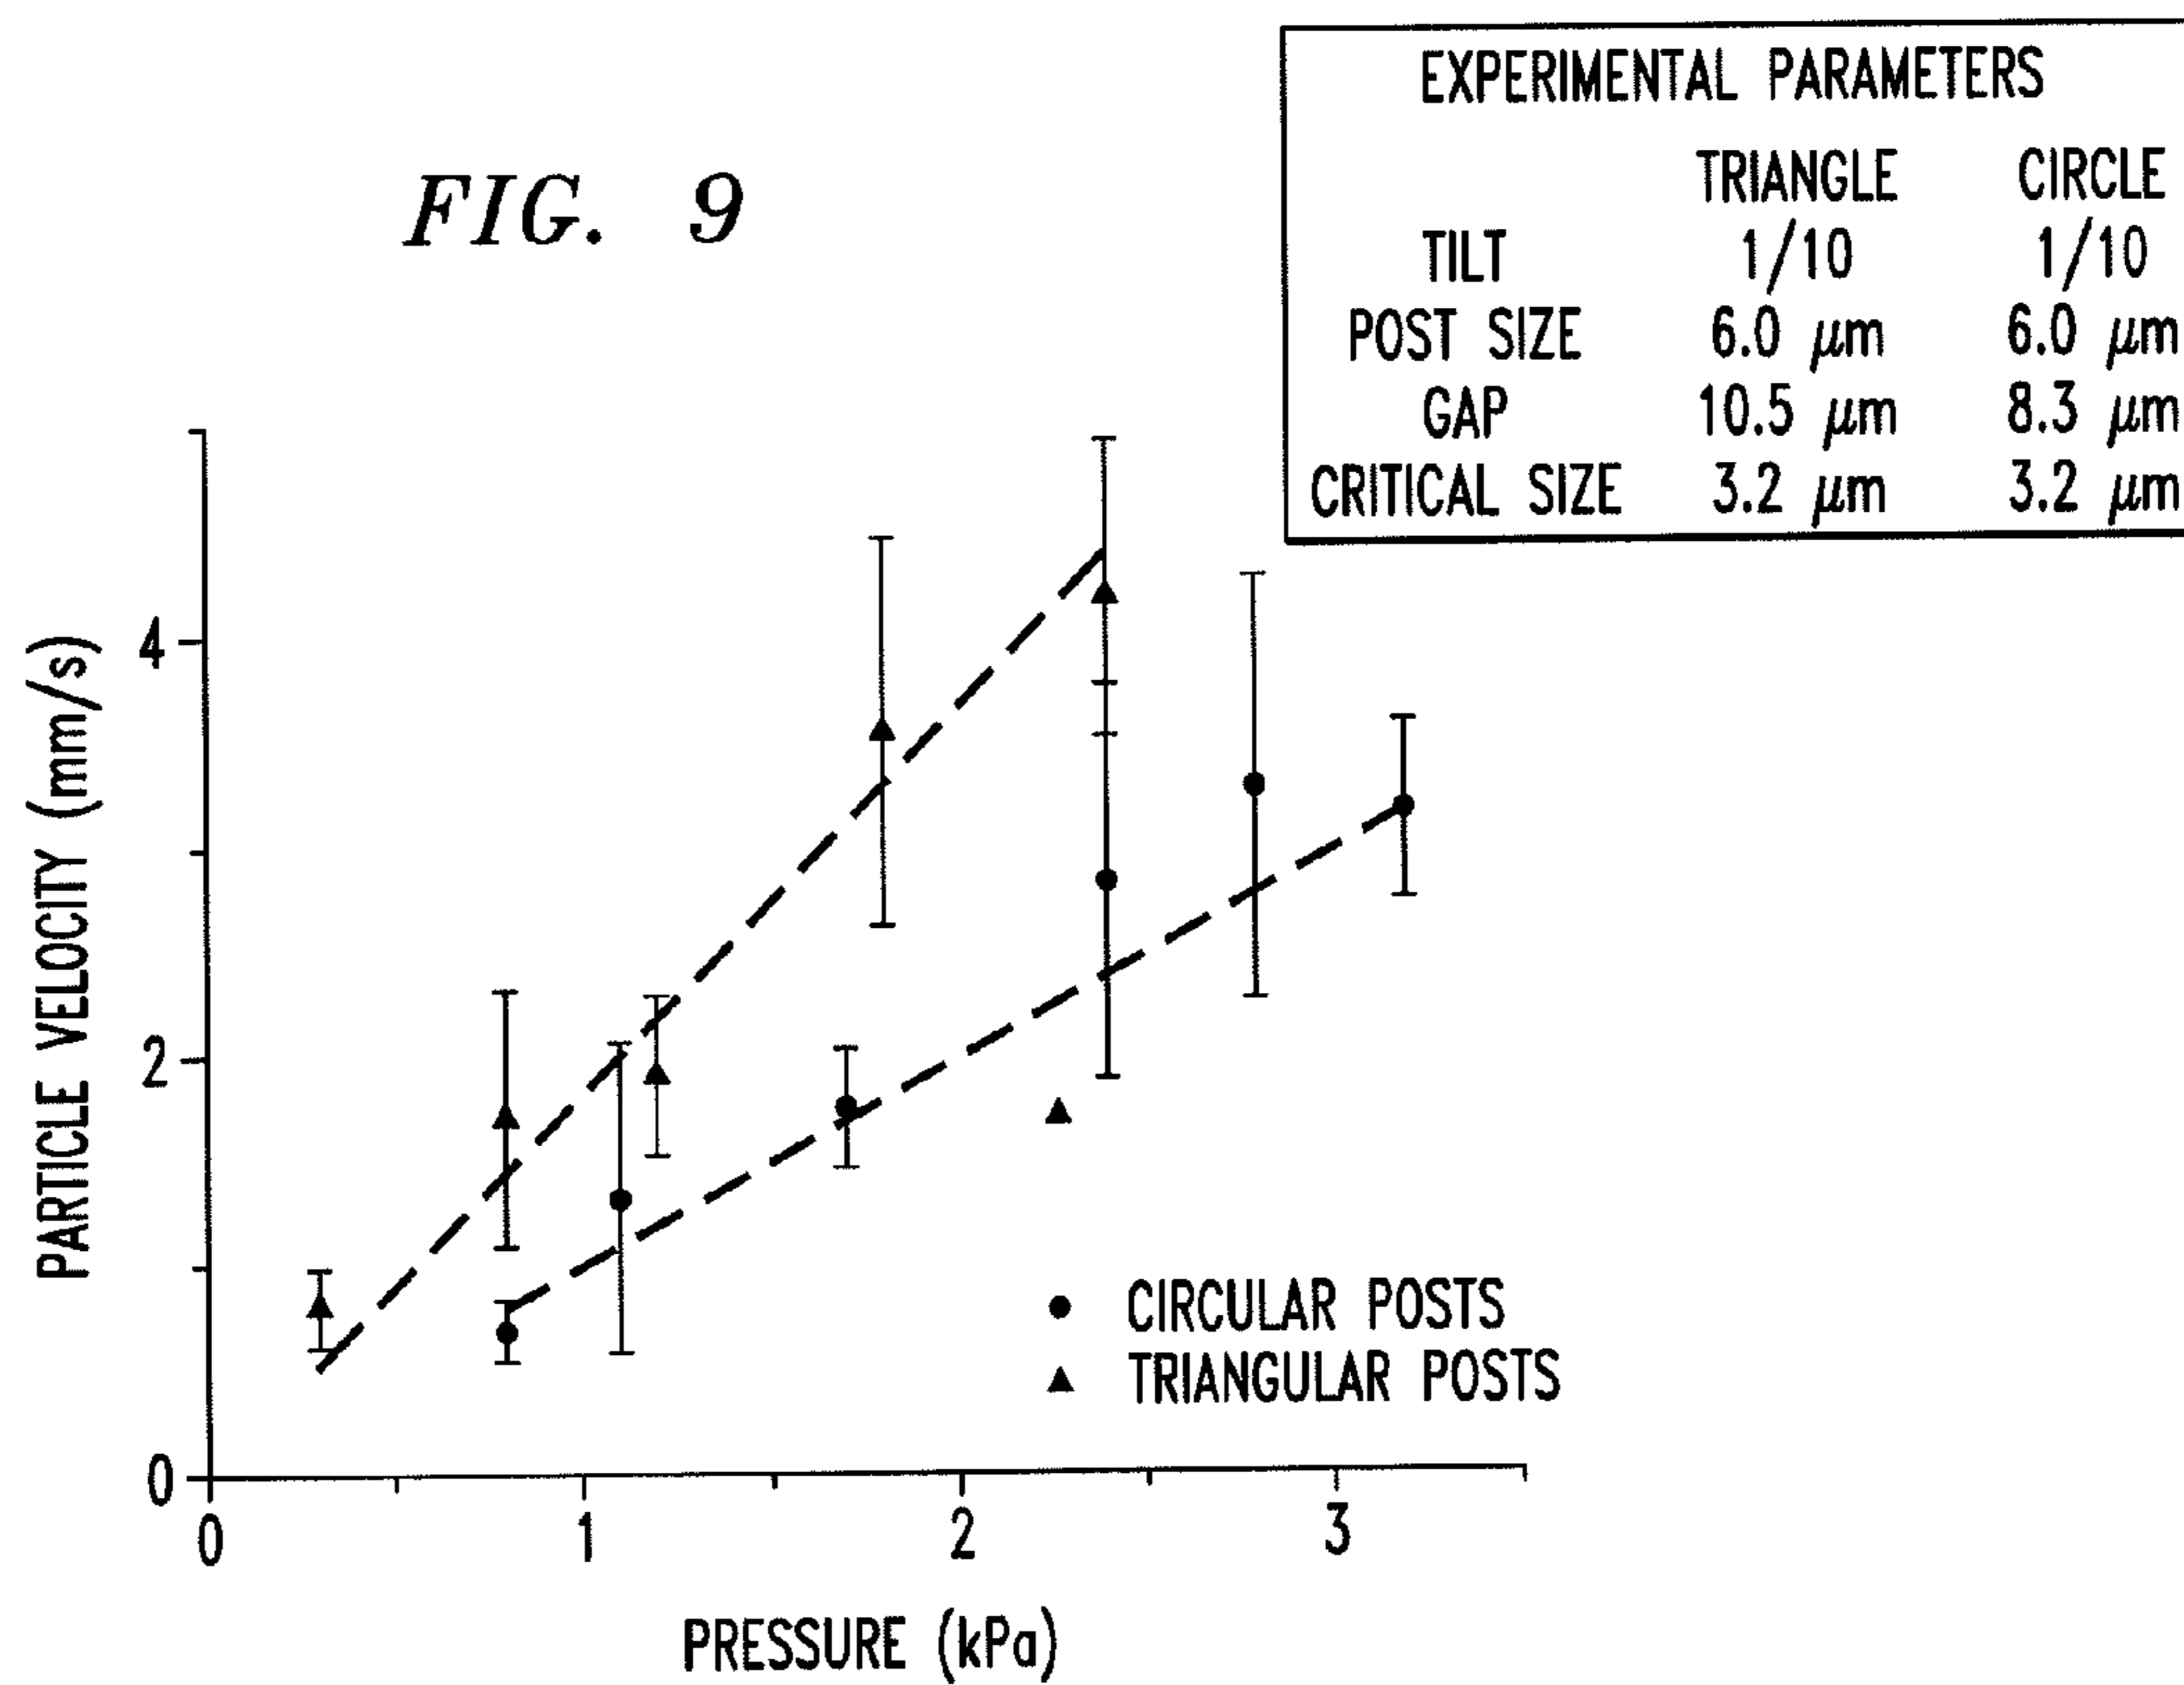 EXPERIMENTAL PARAMETERS
TRIANGLE CIRCLE
TILT 1/10 1/10
POST SIZE 6.0 μm 6.0 μm
GAP 10.5 μm 8.3 μm
CRITICAL SIZE 3.2 μm 3.2 μm
FIG. 9
PARTICLE VELOCITY (mm/s)
4
2
0
CIRCULAR POSTS
TRIANGULAR POSTS
0 1 2 3
PRESSURE (kPa)